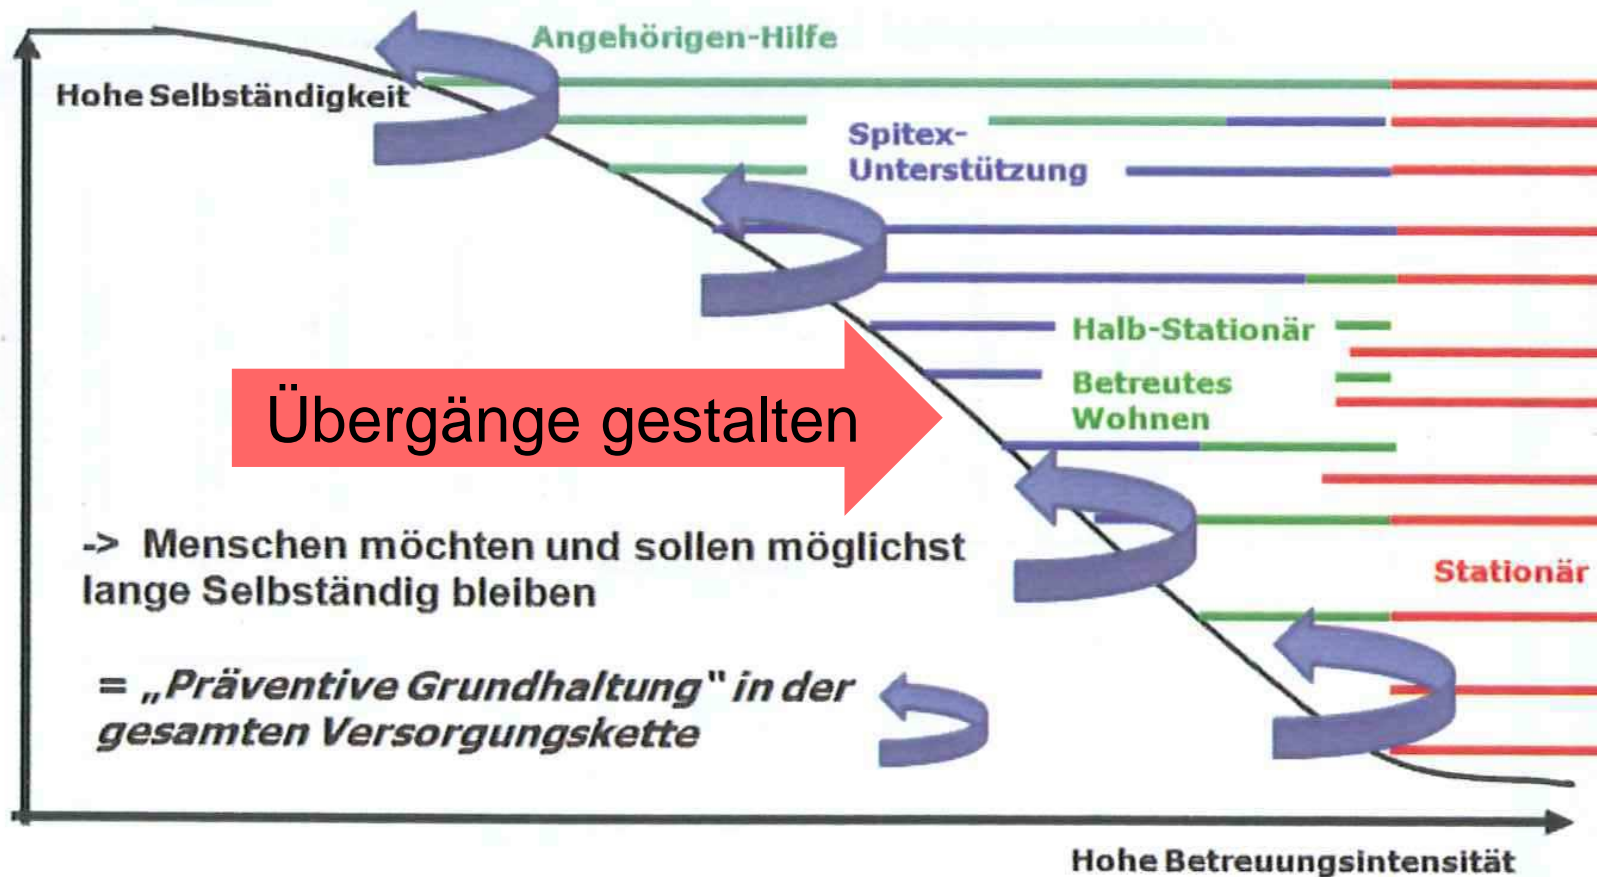 Angehörigen-Hilfe
Hohe Selbständigkeit
Spitex-
Unterstützung
Halb-Stationär
Betreutes
Wohnen
Übergänge gestalten
-> Menschen möchten und sollen möglichst
lange Selbständig bleiben
Stationär
= „Präventive Grundhaltung" in der
gesamten Versorgungskette
Hohe Betreuungsintensität